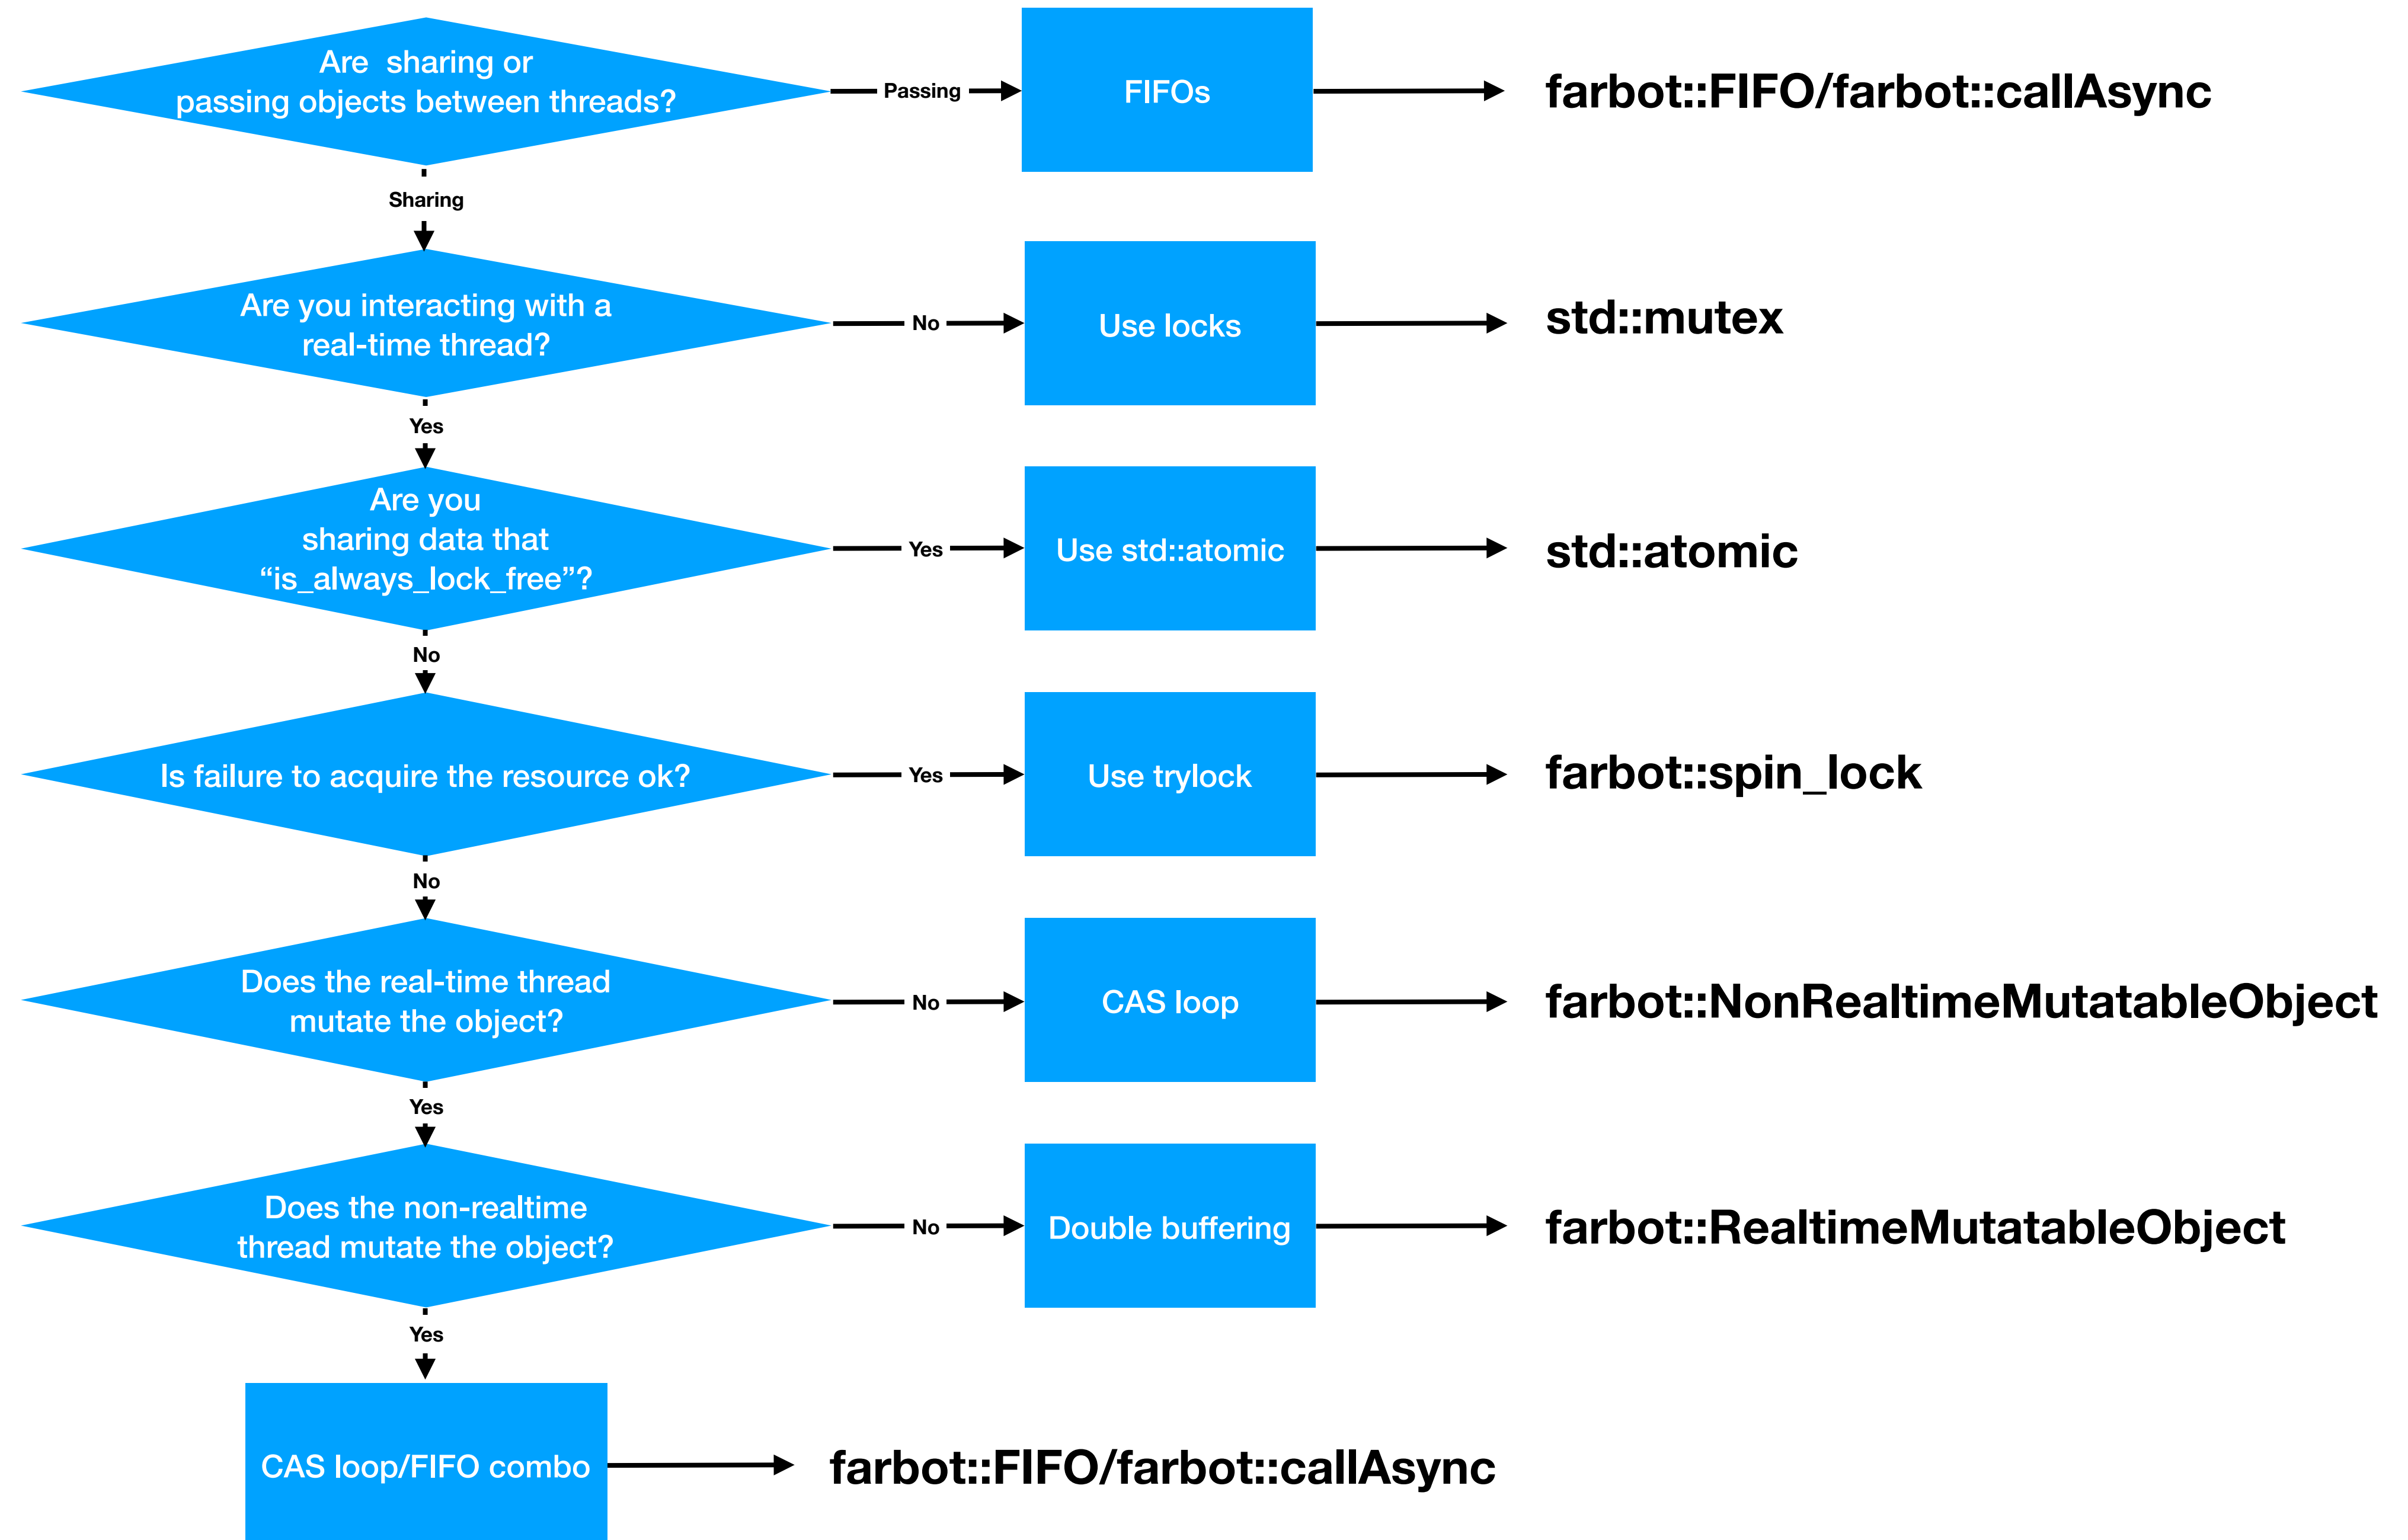 Are  sharing or
passing objects between threads?
Passing
FIFOs
farbot::FIFO/farbot::callAsync
Sharing
Are you interacting with a
real-time thread?
No
Use locks
std::mutex
Yes
Are you
sharing data that
“is_always_lock_free”?
Yes
Use std::atomic
std::atomic
No
Is failure to acquire the resource ok?
Yes
Use trylock
farbot::spin_lock
No
Does the real-time thread
mutate the object?
No
CAS loop
farbot::NonRealtimeMutatableObject
Yes
Does the non-realtime
thread mutate the object?
No
Double buffering
farbot::RealtimeMutatableObject
Yes
CAS loop/FIFO combo
farbot::FIFO/farbot::callAsync